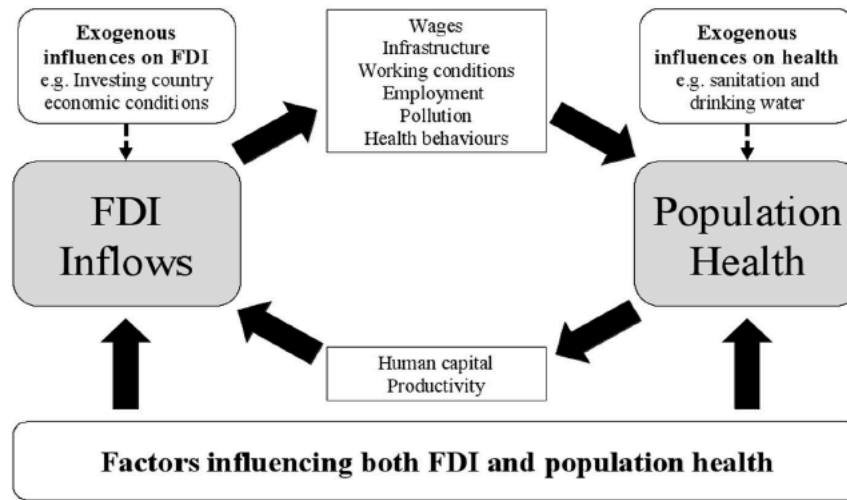 Exogenous
influences on FDI
e.g. Investing country
economic conditions
Wages
Infrastructure
Working conditions
Employment
Pollution
Health behaviours
Exogenous
influences on health
e.g. sanitation and
drinking water
FDI
Inflows
Population
Health
Human capital
Productivity
Factors influencing both FDI and population health